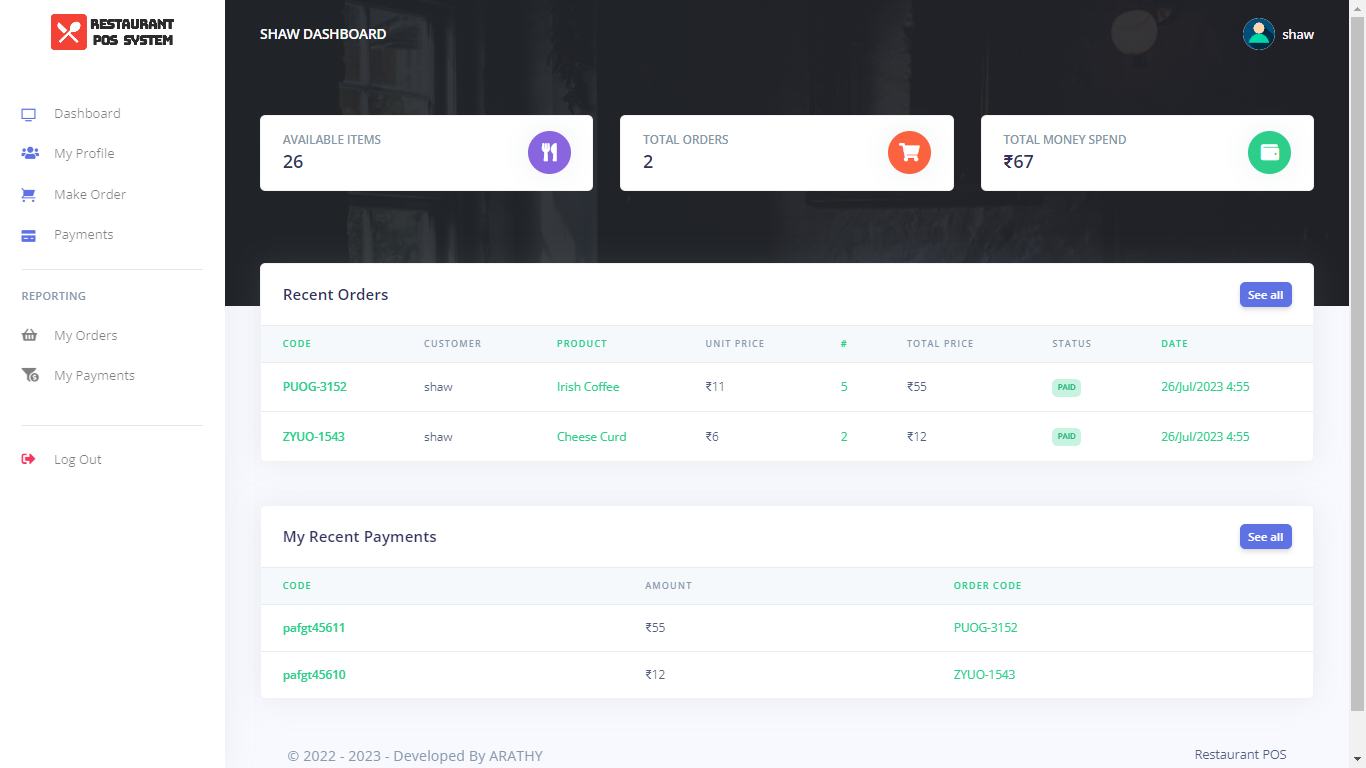 RESTAURANT
POS SYSTEM
Dashboard
My Profile
Make Order
Payments
REPORTING
My Orders
My Payments
Log Out
SHAW DASHBOARD
shaw
AVAILABLE ITEMS
26
TOTAL ORDERS
2
TOTAL MONEY SPEND
₹67
Recent Orders See all
CODE CUSTOMER PRODUCT UNIT PRICE # TOTAL PRICE STATUS DATE
PUOG-3152 shaw Irish Coffee ₹11 5 ₹55 PAID 26/Jul/2023 4:55
ZYUO-1543 shaw Cheese Curd ₹6 2 ₹12 PAID 26/Jul/2023 4:55
My Recent Payments See all
CODE AMOUNT ORDER CODE
pafgt45611 ₹55 PUOG-3152
pafgt45610 ₹12 ZYUO-1543
© 2022 - 2023 - Developed By ARATHY Restaurant POS